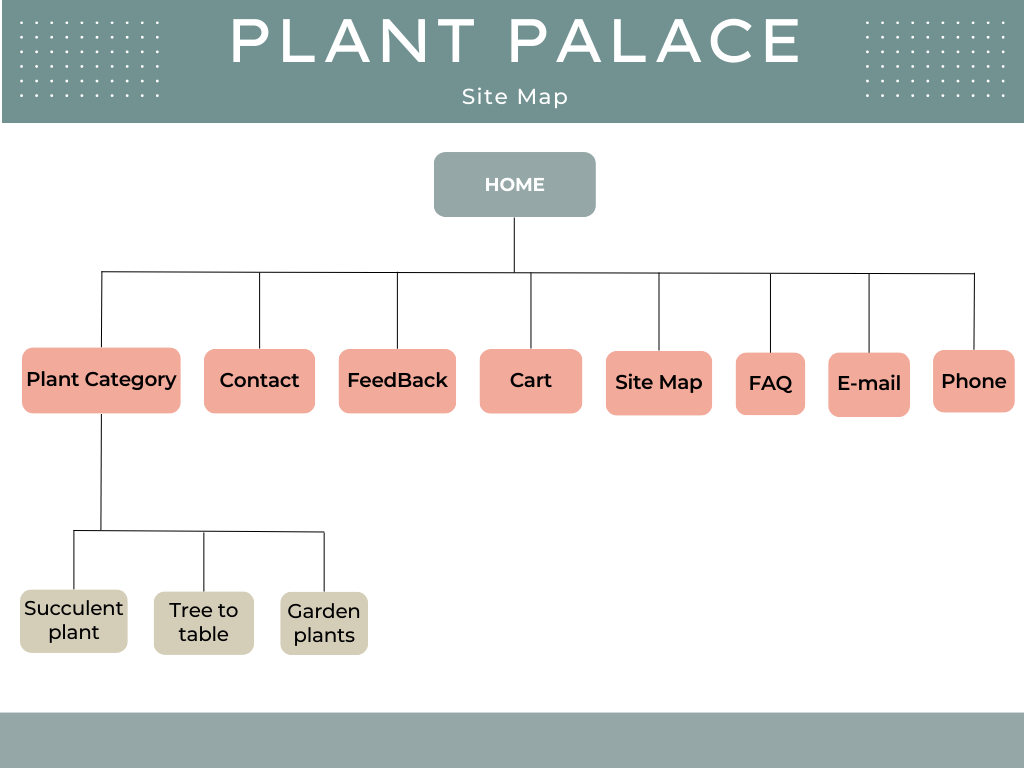 PLANT PALACE
Site Map
HOME
Plant Category
Contact
FeedBack
Cart
Site Map
FAQ
E-mail
Phone
Succulent
plant
Tree to
table
Garden
plants